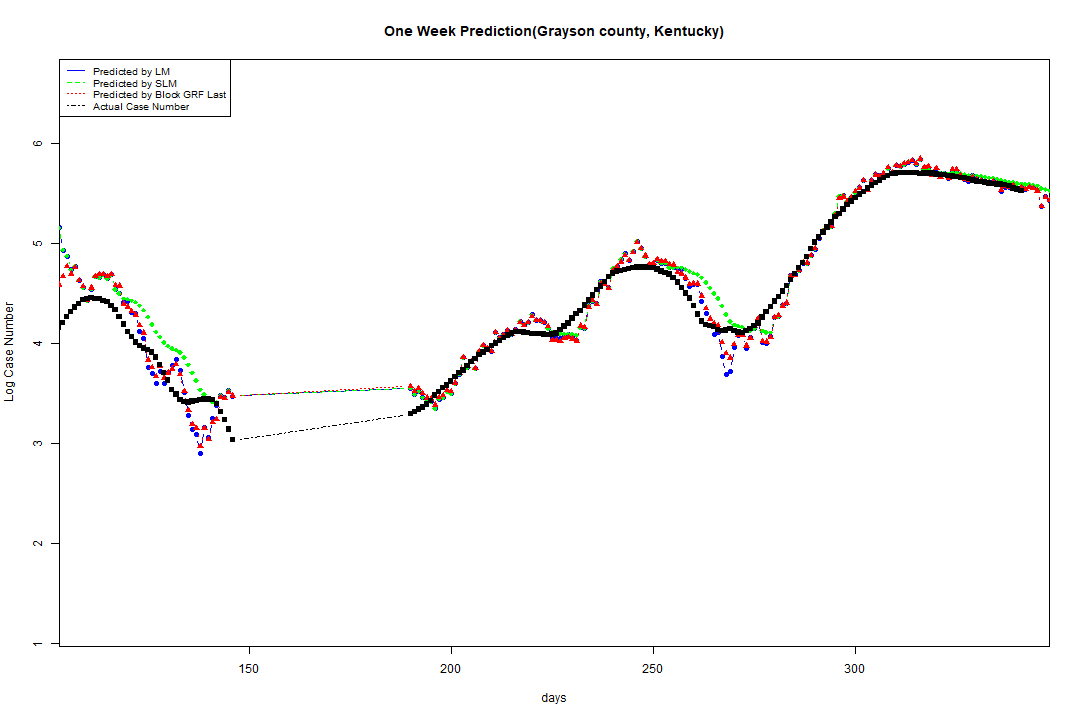 One Week Prediction(Grayson county, Kentucky)
Predicted by LM
Predicted by SLM
Predicted by Block GRF Last
Actual Case Number
6
5
4
3
2
1
Log Case Number
150 200 250 300
days